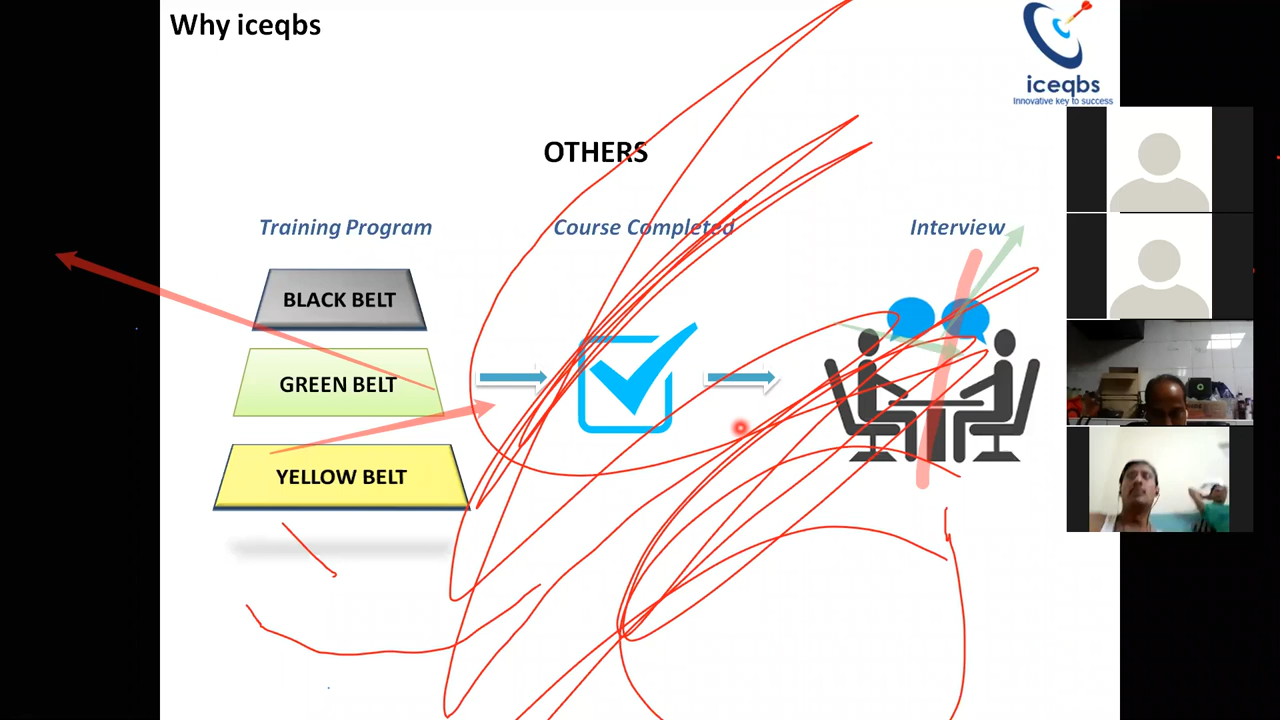 Why iceqbs
iceqbs
Innovative key to success
OTHERS
Training Program
Course Completed
Interview
BLACK BELT
GREEN BELT
YELLOW BELT